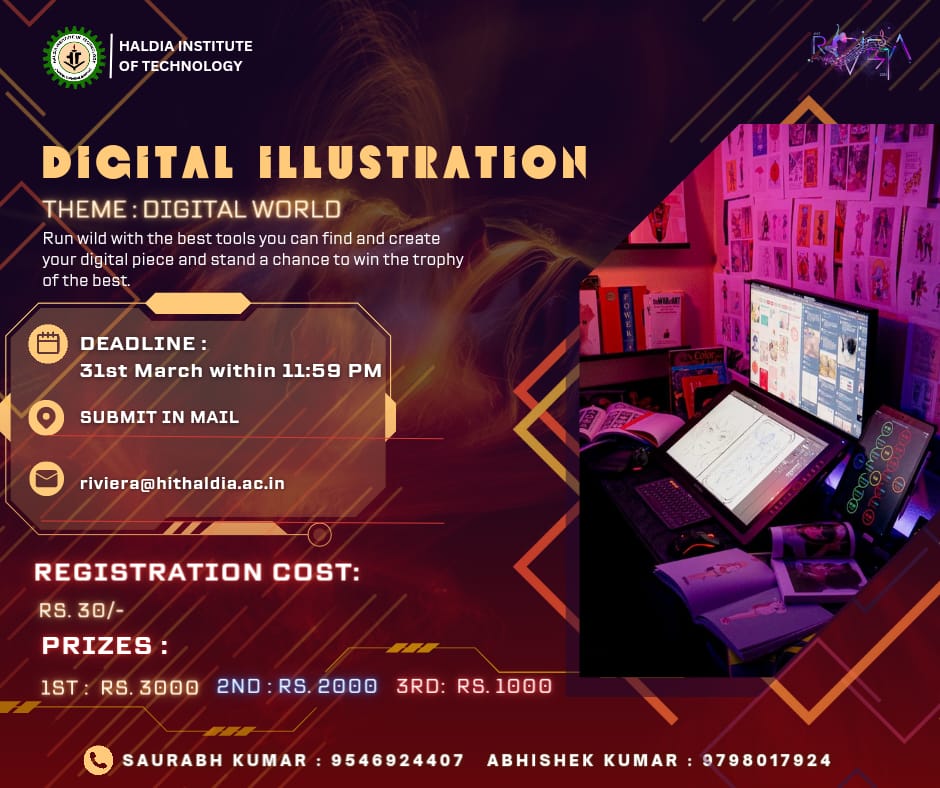 HALDIA INSTITUTE
OF TECHNOLOGY
DIGITAL ILLUSTRATION
THEME : DIGITAL WORLD
Run wild with the best tools you can find and create
your digital piece and stand a chance to win the trophy
of the best.
DEADLINE :
31st March within 11:59 PM
SUBMIT IN MAIL
riviera@hithaldia.ac.in
REGISTRATION COST:
RS. 30/-
PRIZES :
1ST : RS. 3000 2ND : RS. 2000 3RD: RS. 1000
SAURABH KUMAR : 9546924407 ABHISHEK KUMAR : 9798017924
POWER